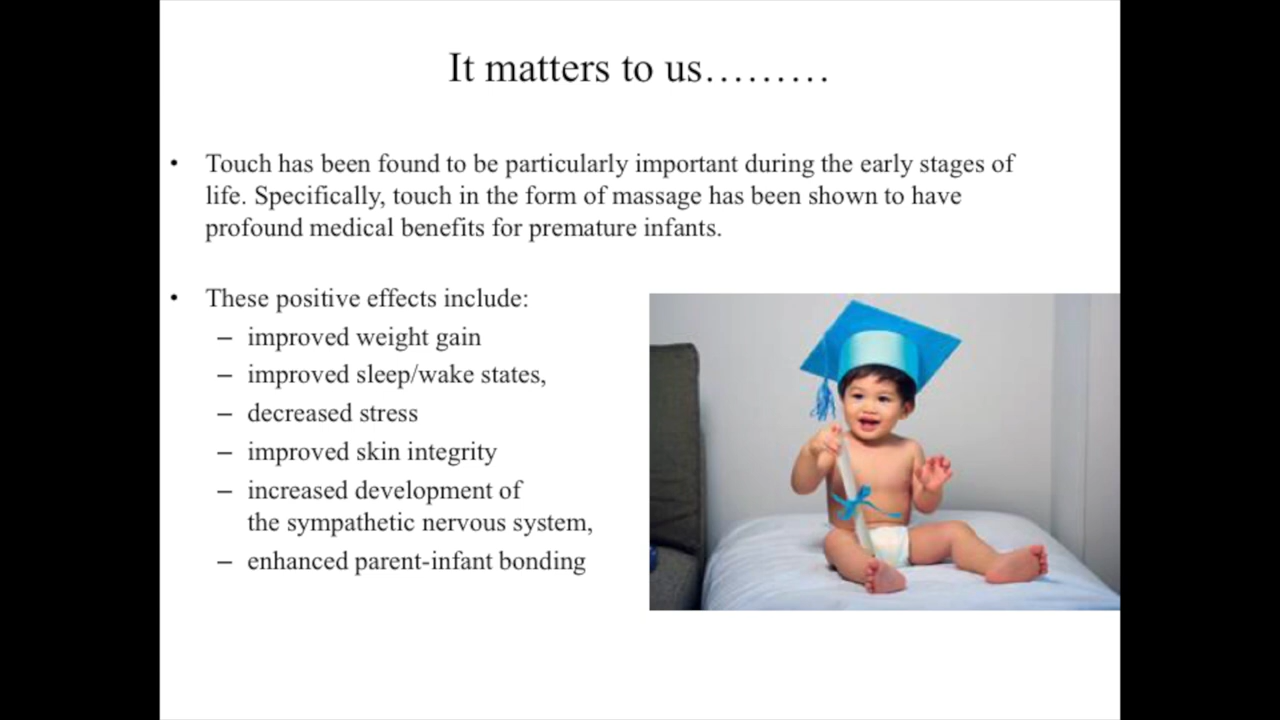 It matters to us………
• Touch has been found to be particularly important during the early stages of
life. Specifically, touch in the form of massage has been shown to have
profound medical benefits for premature infants.
• These positive effects include:
– improved weight gain
– improved sleep/wake states,
– decreased stress
– improved skin integrity
– increased development of
the sympathetic nervous system,
– enhanced parent-infant bonding